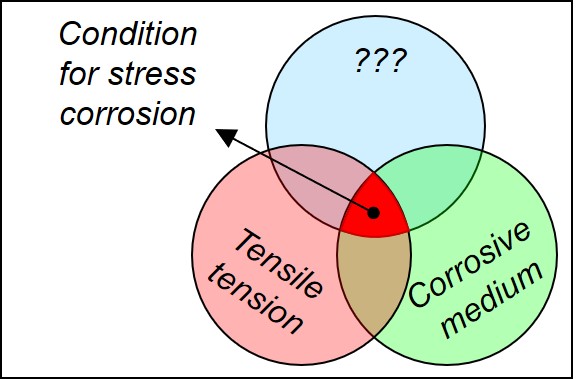 Condition
for stress
corrosion
???
Tensile
tension
Corrosive
medium